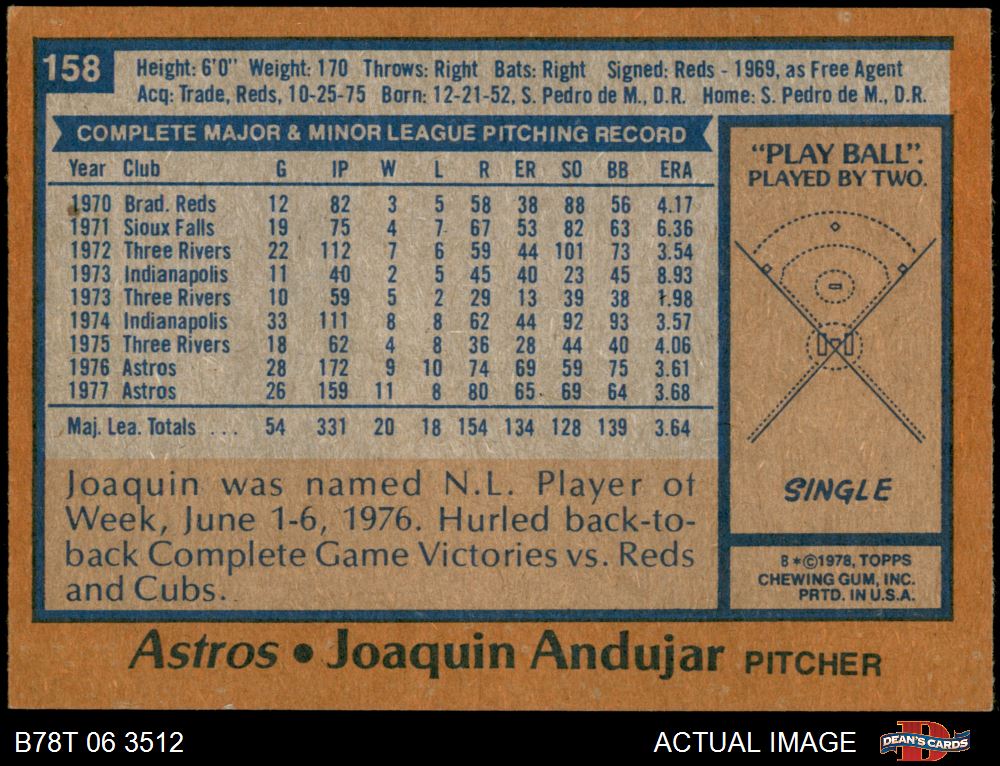 158
Height: 6'0" Weight: 170 Throws: Right Bats: Right Signed: Reds - 1969, as Free Agent
Acq: Trade, Reds, 10-25-75 Born: 12-21-52, S. Pedro de M., D.R. Home: S. Pedro de M., D.R.
COMPLETE MAJOR & MINOR LEAGUE PITCHING RECORD
Year Club G IP W L R ER SO BB ERA
1970 Brad. Reds 12 82 3 5 58 38 88 56 4.17
1971 Sioux Falls 19 75 4 7 67 53 82 63 6.36
1972 Three Rivers 22 112 7 6 59 44 101 73 3.54
1973 Indianapolis 11 40 2 5 45 40 23 45 8.93
1973 Three Rivers 10 59 5 2 29 13 39 38 1.98
1974 Indianapolis 33 111 8 8 62 44 92 93 3.57
1975 Three Rivers 18 62 4 8 36 28 44 40 4.06
1976 Astros 28 172 9 10 74 69 59 75 3.61
1977 Astros 26 159 11 8 80 65 69 64 3.68
Maj. Lea. Totals ... 54 331 20 18 154 134 128 139 3.64
Joaquin was named N.L. Player of
Week, June 1-6, 1976. Hurled back-to-
back Complete Game Victories vs. Reds
and Cubs.
"PLAY BALL".
PLAYED BY TWO.
SINGLE
B*©1978, TOPPS
CHEWING GUM, INC.
PRTD. IN U.S.A.
Astros • Joaquin Andujar PITCHER
B78T 06 3512
ACTUAL IMAGE
DEAN'S CARDS